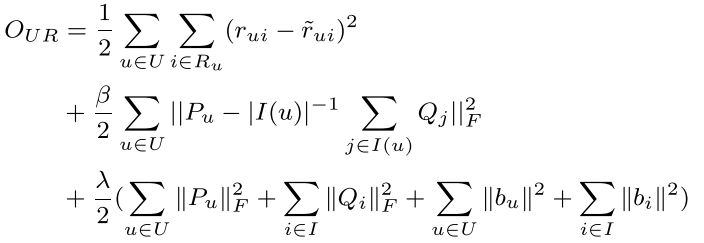 O_{UR} = \frac{1}{2} \sum_{u \in U} \sum_{i \in R_u} (r_{ui} - \tilde{r}_{ui})^2
+ \frac{\beta}{2} \sum_{u \in U} ||P_u - |I(u)|^{-1} \sum_{j \in I(u)} Q_j||_F^2
+ \frac{\lambda}{2} (\sum_{u \in U} \|P_u\|_F^2 + \sum_{i \in I} \|Q_i\|_F^2 + \sum_{u \in U} \|b_u\|^2 + \sum_{i \in I} \|b_i\|^2)